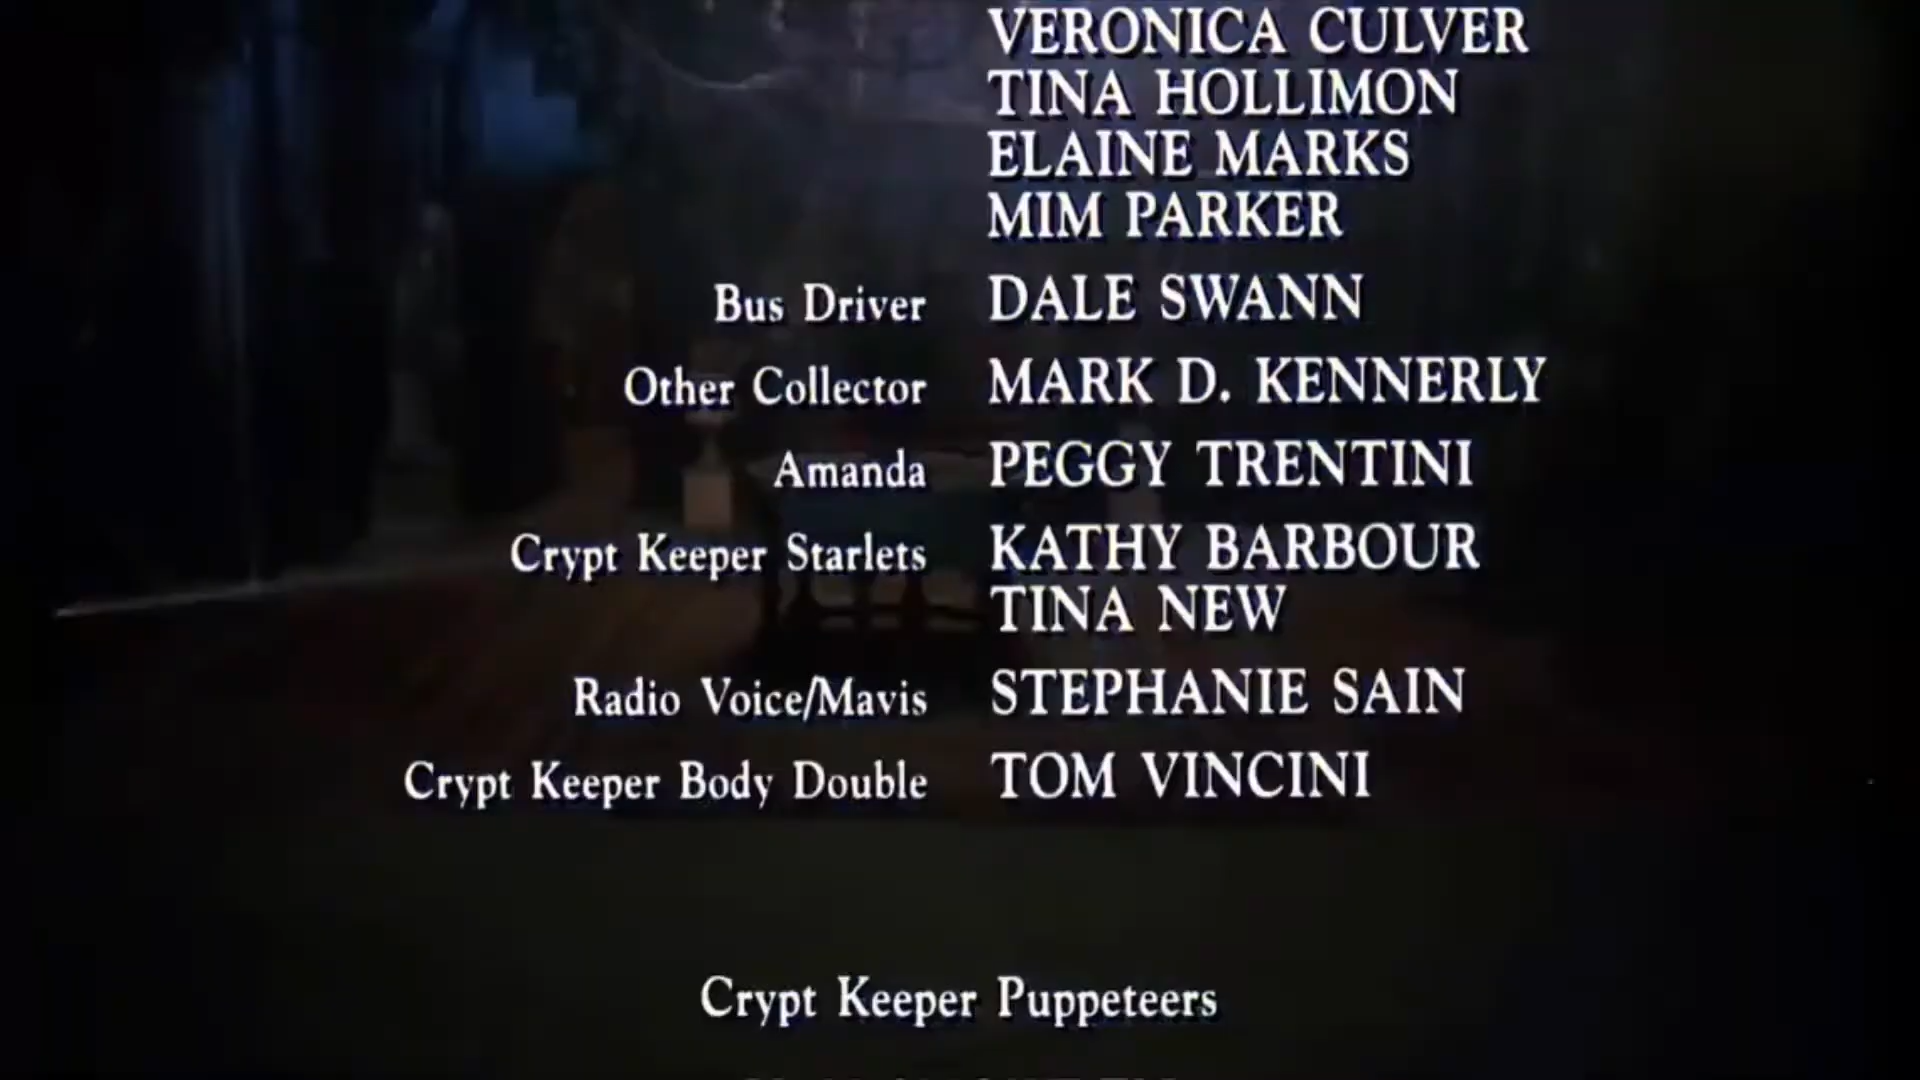 VERONICA CULVER
TINA HOLLIMON
ELAINE MARKS
MIM PARKER
Bus Driver DALE SWANN
Other Collector MARK D. KENNERLY
Amanda PEGGY TRENTINI
Crypt Keeper Starlets KATHY BARBOUR
TINA NEW
Radio Voice/Mavis STEPHANIE SAIN
Crypt Keeper Body Double TOM VINCINI
Crypt Keeper Puppeteers